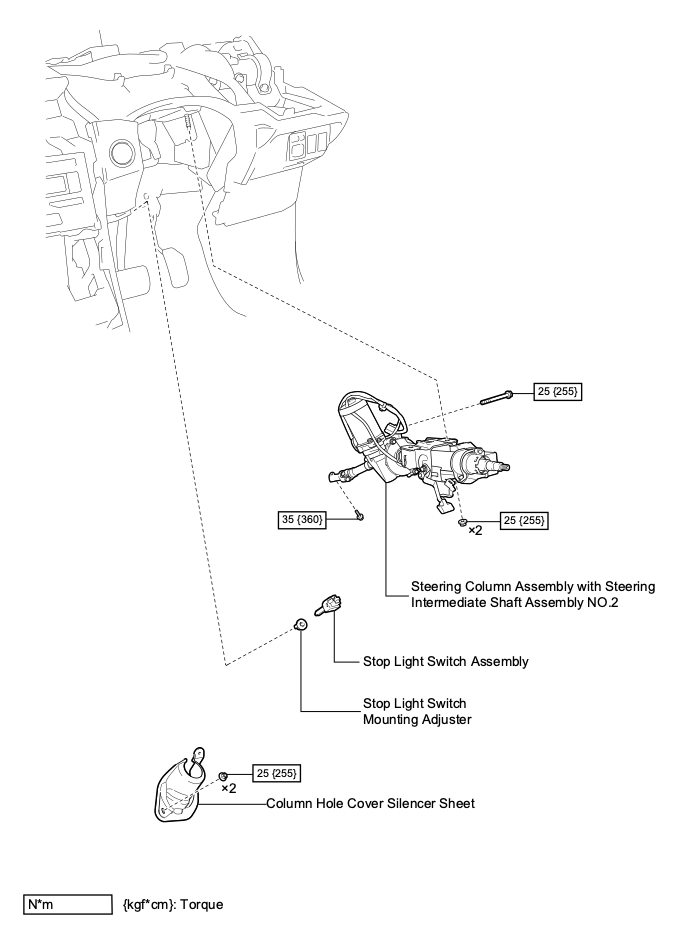 25 {255}
35 {360}
25 {255}
×2
Steering Column Assembly with Steering
Intermediate Shaft Assembly NO.2
Stop Light Switch Assembly
Stop Light Switch
Mounting Adjuster
25 {255}
×2
Column Hole Cover Silencer Sheet
N*m {kgf*cm}: Torque